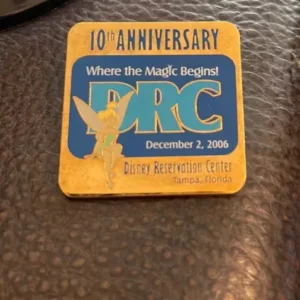 10th ANNIVERSARY
Where the Magic Begins!
DRC
December 2, 2006
Disney Reservation Center
Tampa, Florida